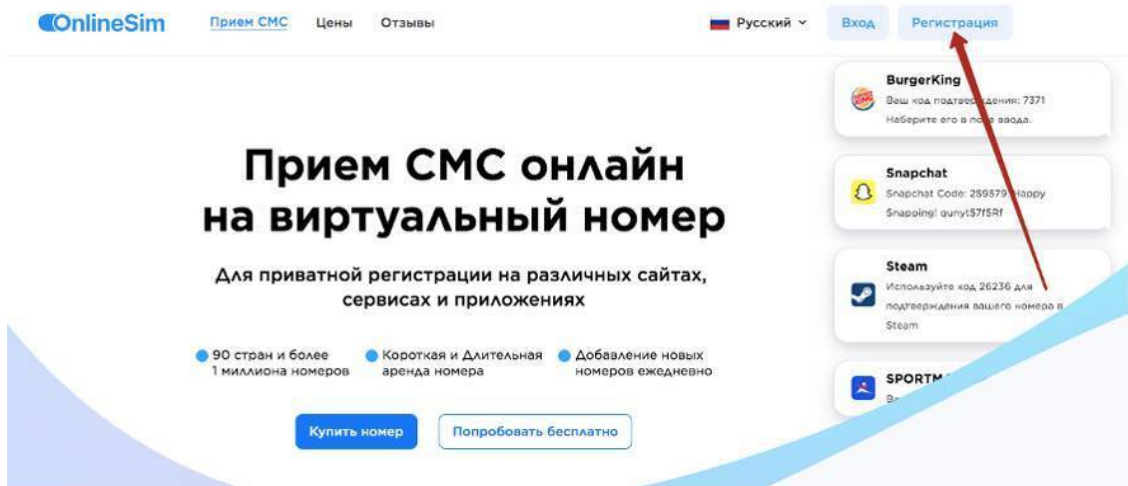 OnlineSim
Прием СМС
Цены
Отзывы
Русский
Вход
Регистрация
BurgerKing
Ваш код подтверждения: 7371
Наберите его в поле ввода.
Прием СМС онлайн
на виртуальный номер
Snapchat
Snapchat Code: 259579. Happy
Snapping!
Для приватной регистрации на различных сайтах,
сервисах и приложениях
Steam
Используйте код 26236 для
подтверждения вашего номера в
Steam
90 стран и более
1 миллиона номеров
Короткая и Длительная
аренда номера
Добавление новых
номеров ежедневно
Купить номер
Попробовать бесплатно